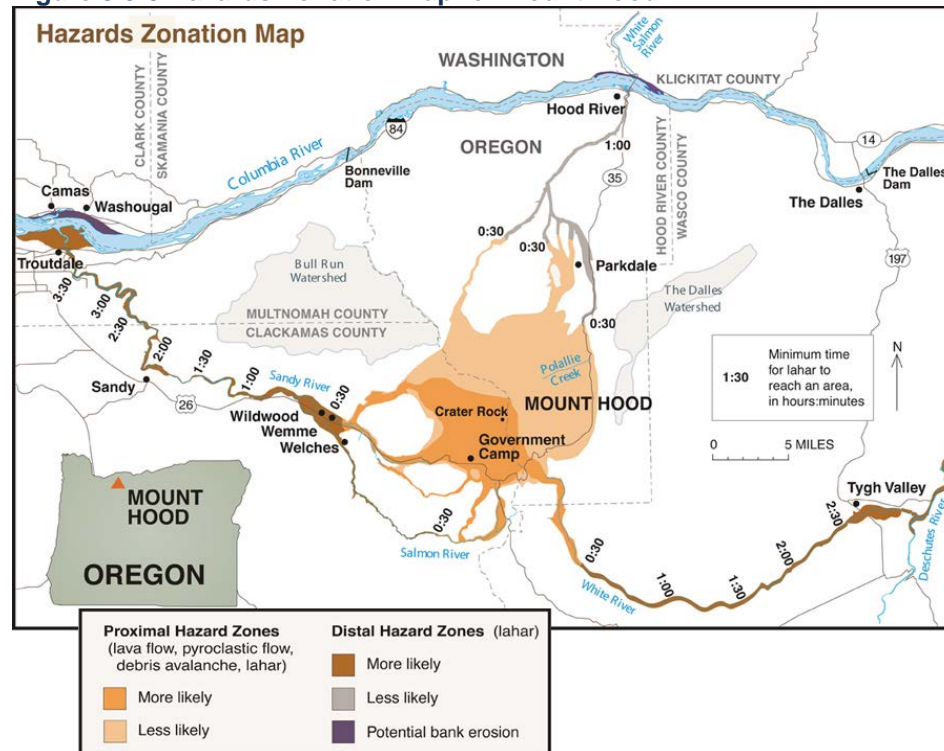 Figure Hazards Zonation Map for Mount Hood
Hazards Zonation Map
WASHINGTON
White
Salmon
River
KLICKITAT COUNTY
CLARK COUNTY
SKAMANIA COUNTY
Hood River
84
OREGON
1:00
14
Columbia River
Bonneville
Dam
35
HOOD RIVER COUNTY
WASCO COUNTY
The Dalles
Dam
Camas
Washougal
The Dalles
Troutdale
0:30
0:30
Parkdale
197
Bull Run
Watershed
The Dalles
Watershed
3:30
3:00
2:30
2:00
MULTNOMAH COUNTY
CLACKAMAS COUNTY
0:30
1:30
1:00
Polallie
Creek
N
1:30
Minimum time
for lahar to
reach an area,
in hours:minutes
Sandy
26
Sandy River
0:30
Wildwood
Wemme
Welches
Crater Rock
MOUNT HOOD
Government
Camp
0 5 MILES
Tygh Valley
MOUNT
HOOD
OREGON
0:30
Salmon River
0:30
White River
1:00
1:30
2:00
2:30
Deschutes River
Proximal Hazard Zones
(lava flow, pyroclastic flow,
debris avalanche, lahar)
More likely
Less likely
Distal Hazard Zones (lahar)
More likely
Less likely
Potential bank erosion